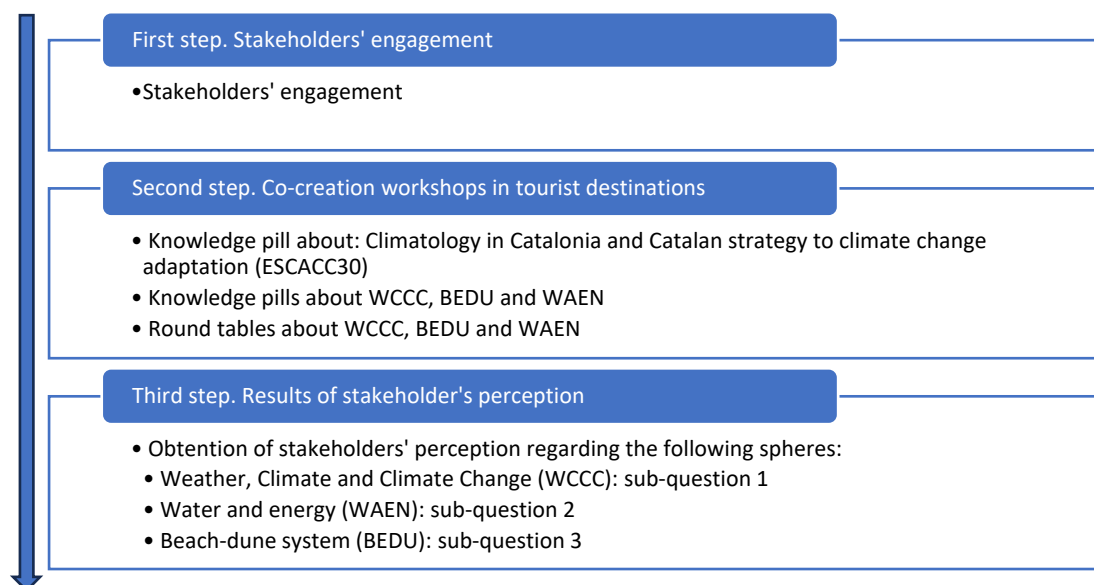 First step. Stakeholders' engagement
•Stakeholders' engagement
Second step. Co-creation workshops in tourist destinations
• Knowledge pill about: Climatology in Catalonia and Catalan strategy to climate change
adaptation (ESCACC30)
• Knowledge pills about WCCC, BEDU and WAEN
• Round tables about WCCC, BEDU and WAEN
Third step. Results of stakeholder's perception
• Obtention of stakeholders' perception regarding the following spheres:
• Weather, Climate and Climate Change (WCCC): sub-question 1
• Water and energy (WAEN): sub-question 2
• Beach-dune system (BEDU): sub-question 3